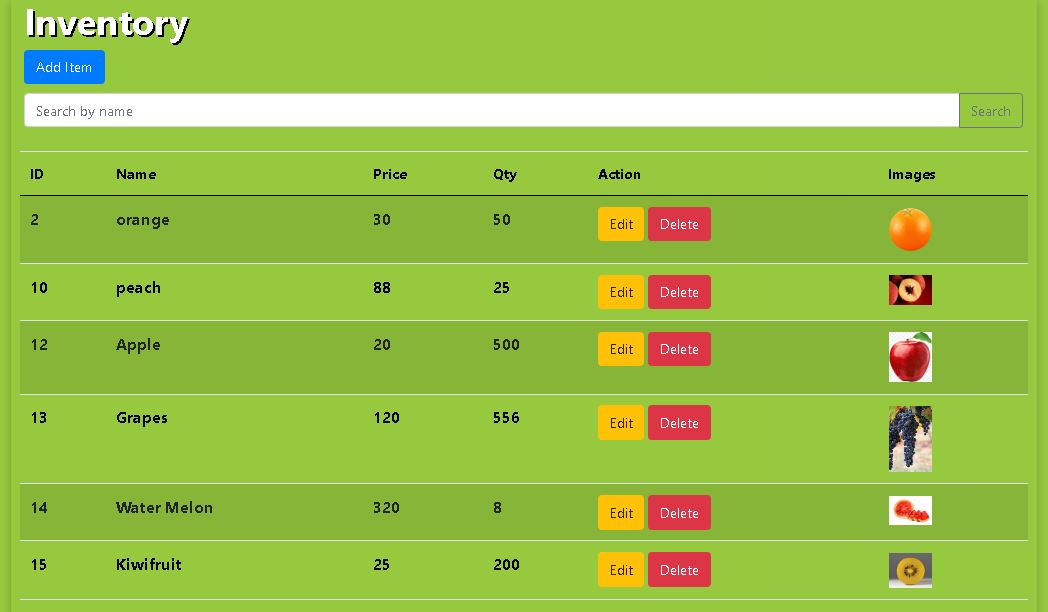 Inventory
Add Item
Search by name Search
ID Name Price Qty Action Images
2 orange 30 50 Edit Delete
10 peach 88 25 Edit Delete
12 Apple 20 500 Edit Delete
13 Grapes 120 556 Edit Delete
14 Water Melon 320 8 Edit Delete
15 Kiwifruit 25 200 Edit Delete